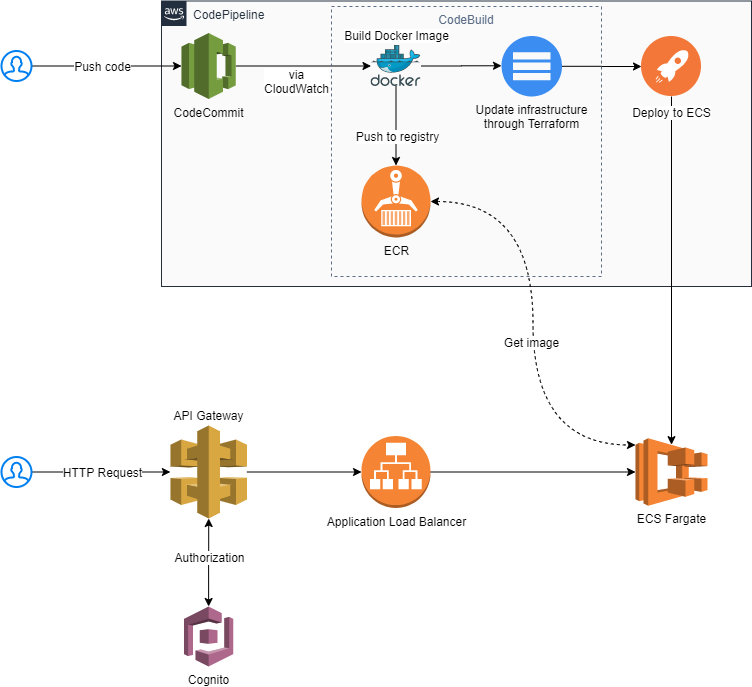 aws
CodePipeline
CodeBuild
Build Docker Image
docker
Push code
via
CloudWatch
CodeCommit
Update infrastructure
through Terraform
Deploy to ECS
Push to registry
ECR
Get image
API Gateway
HTTP Request
Application Load Balancer
ECS Fargate
Authorization
Cognito